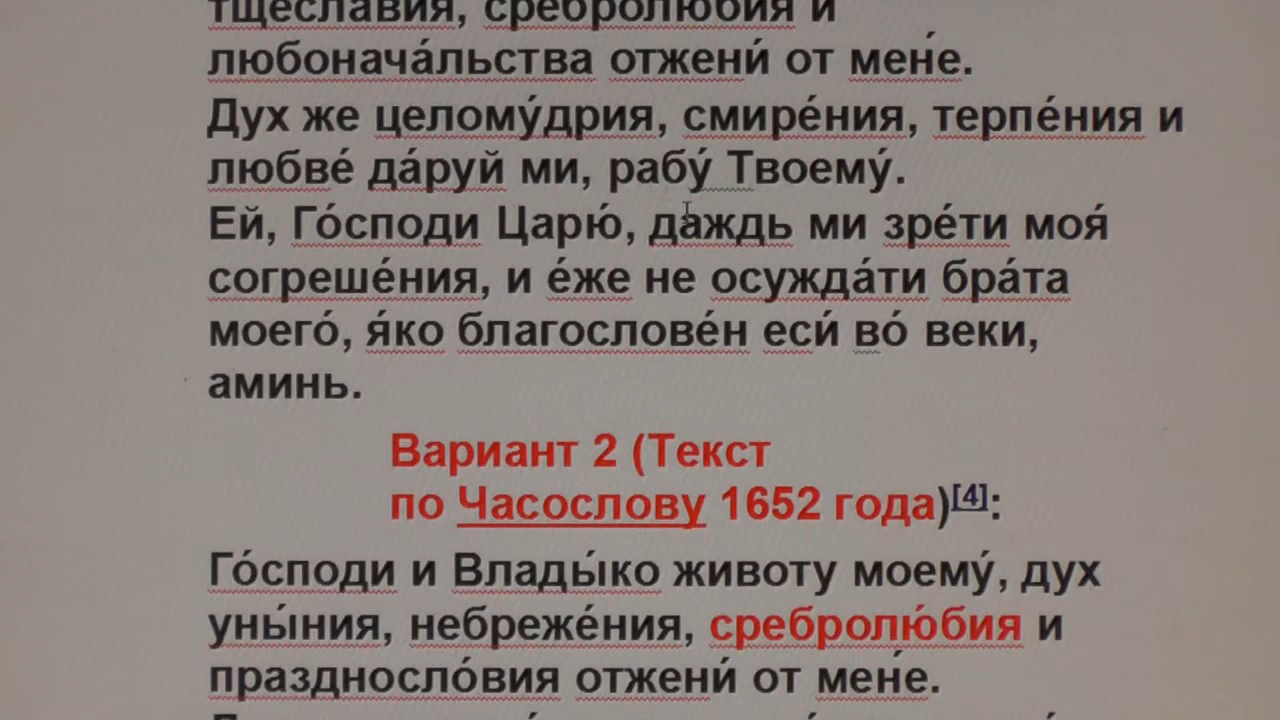 тщеславия, сребролюбия и
любонача́льства отжени́ от мене́.
Дух же целому́дрия, смире́ния, терпе́ния и
любве́ да́руй ми, рабу́ Твоему́.
Ей, Го́споди Царю́, да́ждь ми зре́ти моя́
согреше́ния, и е́же не осужда́ти бра́та
моего́, я́ко благослове́н еси́ во́ веки,
аминь.
Вариант 2 (Текст
по Часослову 1652 года)[4]:
Го́споди и Влады́ко животу моему́, дух
уны́ния, небреже́ния, сребролю́бия и
праздносло́вия отжени́ от мене́.